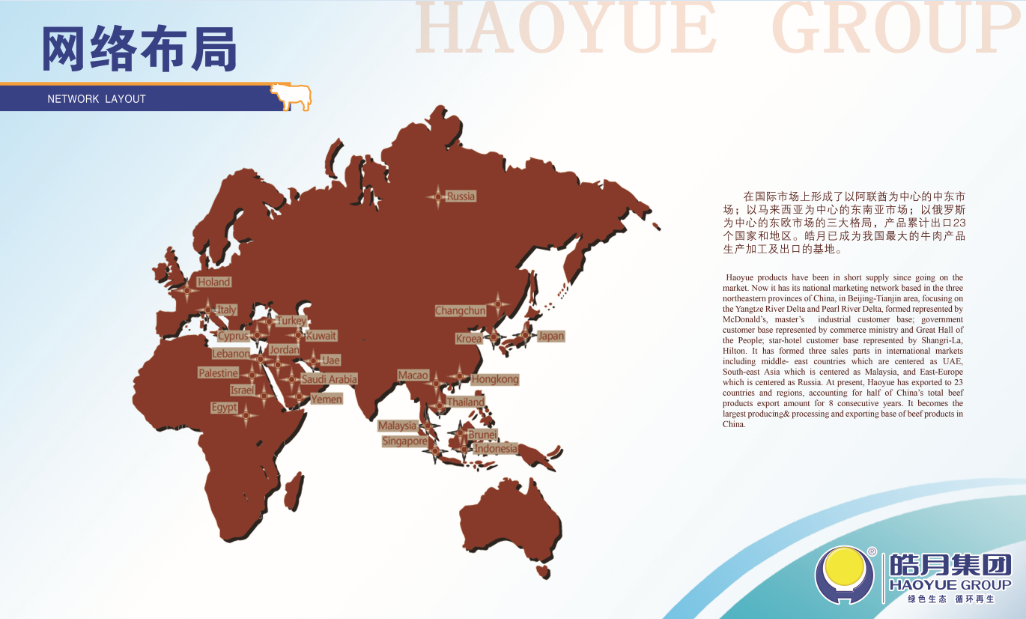 HAOYUE GROUP
网络布局
NETWORK LAYOUT
Russia
Holand
Italy
Turkey
Cyprus
Kuwait
Lebanon
Jordan
Uae
Palestine
Saudi Arabia
Israel
Yemen
Egypt
Changchun
Kroea
Japan
Macao
Hongkong
Thailand
Malaysia
Brunei
Singapore
Indonesia
在国际市场上形成了以阿联酋为中心的中东市
场；以马来西亚为中心的东南亚市场；以俄罗斯
为中心的东欧市场的三大格局，产品累计出口23
个国家和地区。皓月已成为我国最大的牛肉产品
生产加工及出口的基地。
Haoyue products have been in short supply since going on the
market. Now it has its national marketing network based in the three
northeastern provinces of China, in Beijing-Tianjin area, focusing on
the Yangtze River Delta and Pearl River Delta, formed represented by
McDonald's, master's industrial customer base; government
customer base represented by commerce ministry and Great Hall of
the People; star-hotel customer base represented by Shangri-La,
Hilton. It has formed three sales parts in international markets
including middle- east countries which are centered as UAE,
South-east Asia which is centered as Malaysia, and East-Europe
which is centered as Russia. At present, Haoyue has exported to 23
countries and regions, accounting for half of China's total beef
products export amount for 8 consecutive years. It becomes the
largest producing& processing and exporting base of beef products in
China.
®
皓月集团
HAOYUE GROUP
绿色生态 循环再生